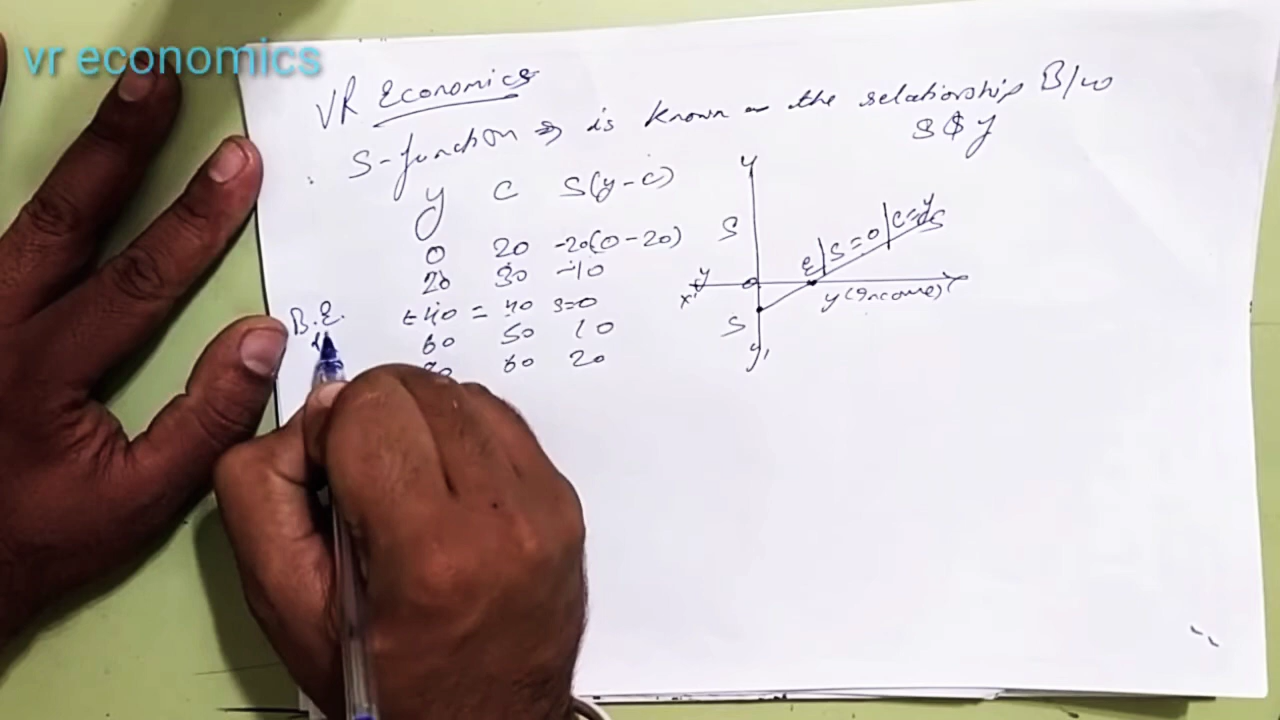 vr economics
VR Economics
S-function → is known as the relationship B/w
S & y
y C S(y-c)
0 20 -20(0-20)
20 30 -10
40 = 40 s=0
60 50 10
80 60 20
B.E.
y
S
E/S=0/C=y/S
y
x'
y(Income)
S
y'